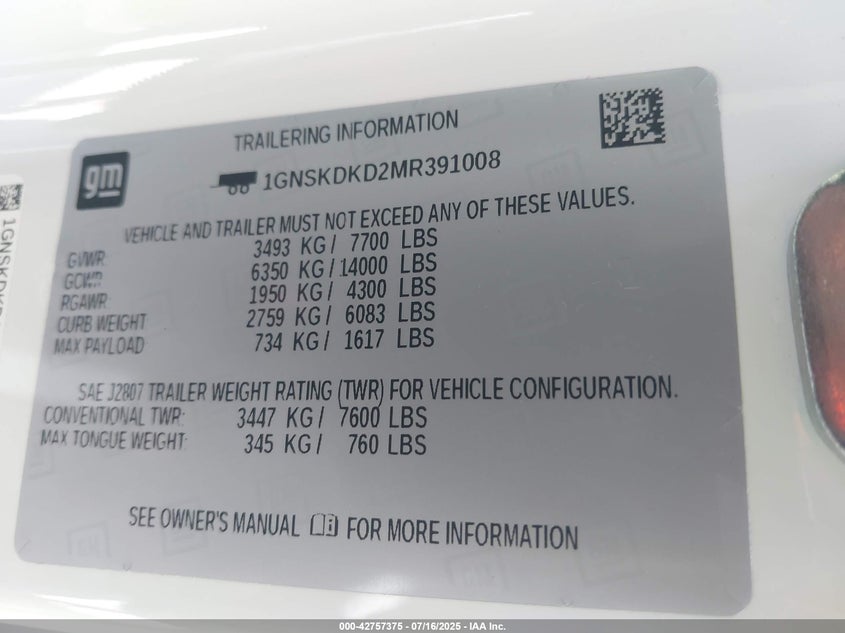 TRAILERING INFORMATION
gm
1GNSKDKD2MR391008
VEHICLE AND TRAILER MUST NOT EXCEED ANY OF THESE VALUES.
GVWR: 3493 KG / 7700 LBS
GCWR: 6350 KG / 14000 LBS
RGAWR: 1950 KG / 4300 LBS
CURB WEIGHT 2759 KG / 6083 LBS
MAX PAYLOAD 734 KG / 1617 LBS
SAE J2807 TRAILER WEIGHT RATING (TWR) FOR VEHICLE CONFIGURATION.
CONVENTIONAL TWR: 3447 KG / 7600 LBS
MAX TONGUE WEIGHT: 345 KG / 760 LBS
SEE OWNER'S MANUAL FOR MORE INFORMATION
000-42757375 - 07/16/2025 - IAA Inc.